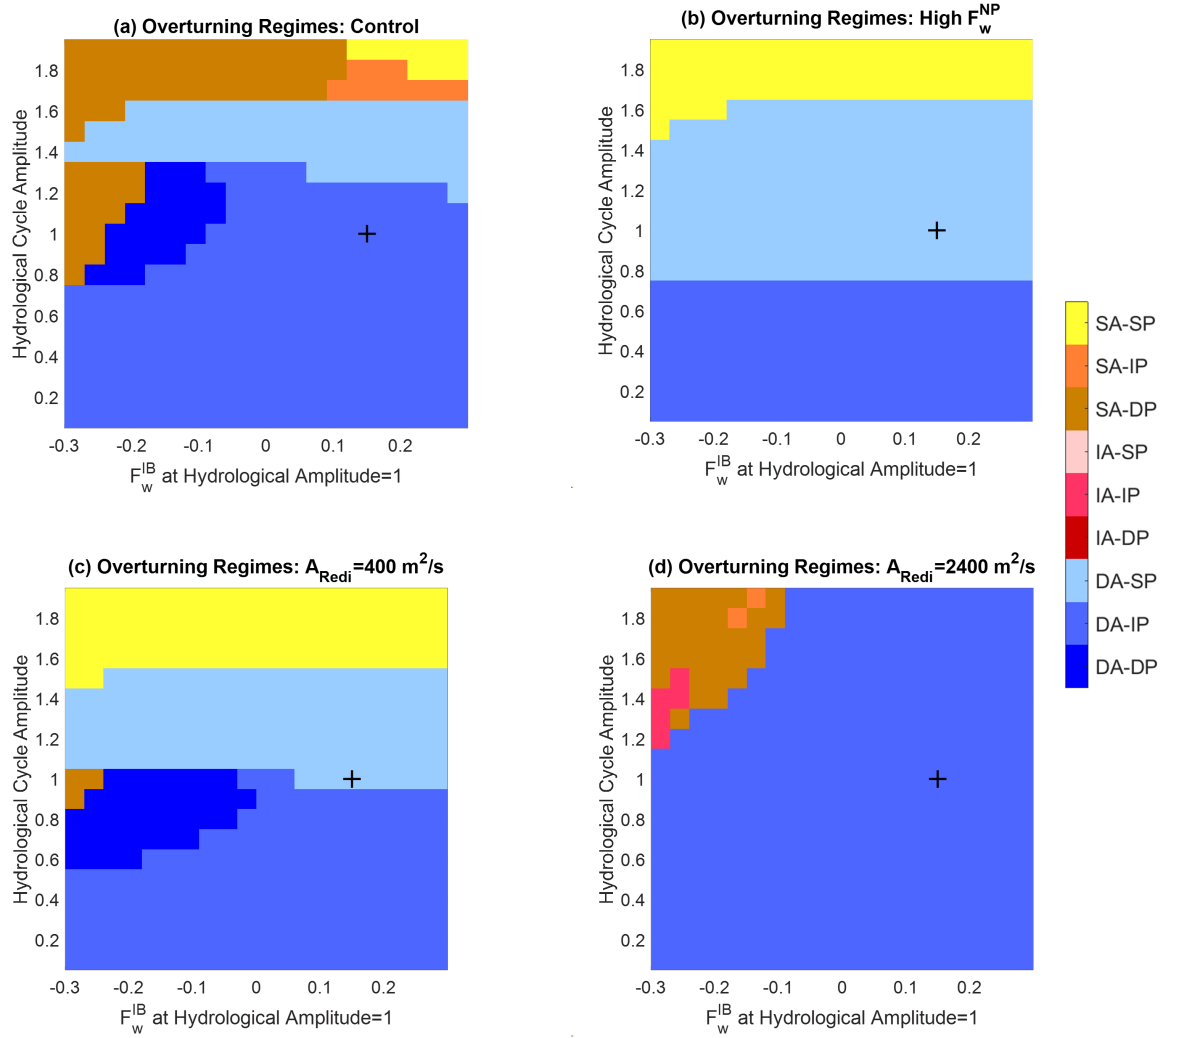 (a) Overturning Regimes: Control
Hydrological Cycle Amplitude
1.8
1.6
1.4
1.2
1
0.8
0.6
0.4
0.2
-0.3 -0.2 -0.1 0 0.1 0.2
F_w^IB at Hydrological Amplitude=1
(b) Overturning Regimes: High F_w^NP
Hydrological Cycle Amplitude
1.8
1.6
1.4
1.2
1
0.8
0.6
0.4
0.2
-0.3 -0.2 -0.1 0 0.1 0.2
F_w^IB at Hydrological Amplitude=1
SA-SP
SA-IP
SA-DP
IA-SP
IA-IP
IA-DP
DA-SP
DA-IP
DA-DP
(c) Overturning Regimes: A_Redi=400 m^2/s
Hydrological Cycle Amplitude
1.8
1.6
1.4
1.2
1
0.8
0.6
0.4
0.2
-0.3 -0.2 -0.1 0 0.1 0.2
F_w^IB at Hydrological Amplitude=1
(d) Overturning Regimes: A_Redi=2400 m^2/s
Hydrological Cycle Amplitude
1.8
1.6
1.4
1.2
1
0.8
0.6
0.4
0.2
-0.3 -0.2 -0.1 0 0.1 0.2
F_w^IB at Hydrological Amplitude=1